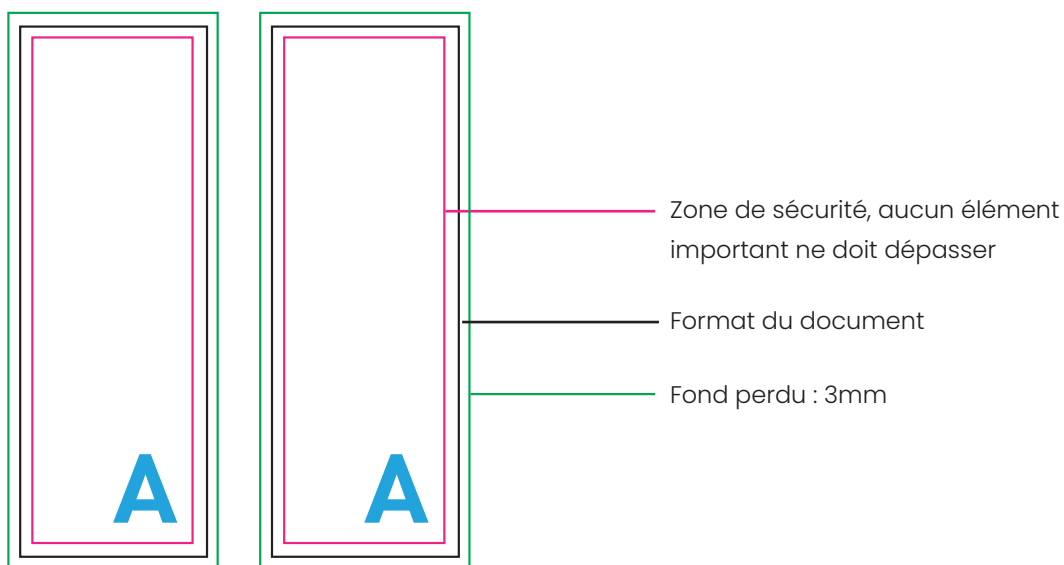 Zone de sécurité, aucun élément
important ne doit dépasser
Format du document
Fond perdu : 3mm
A A